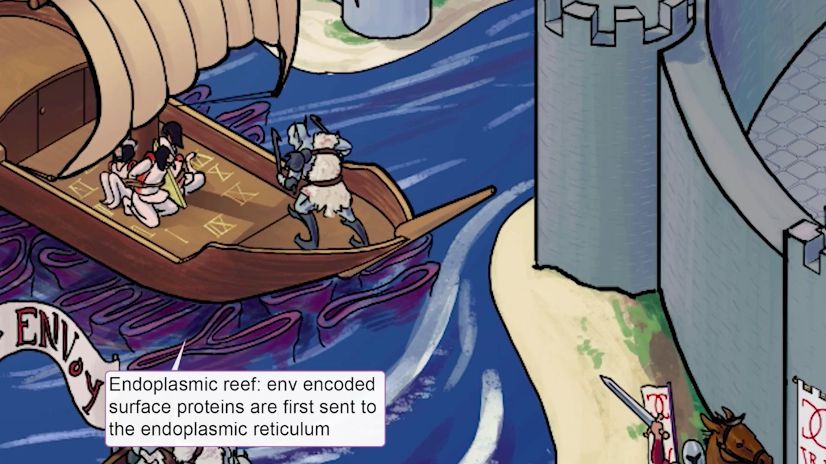 ENVoy
Endoplasmic reef: env encoded
surface proteins are first sent to
the endoplasmic reticulum